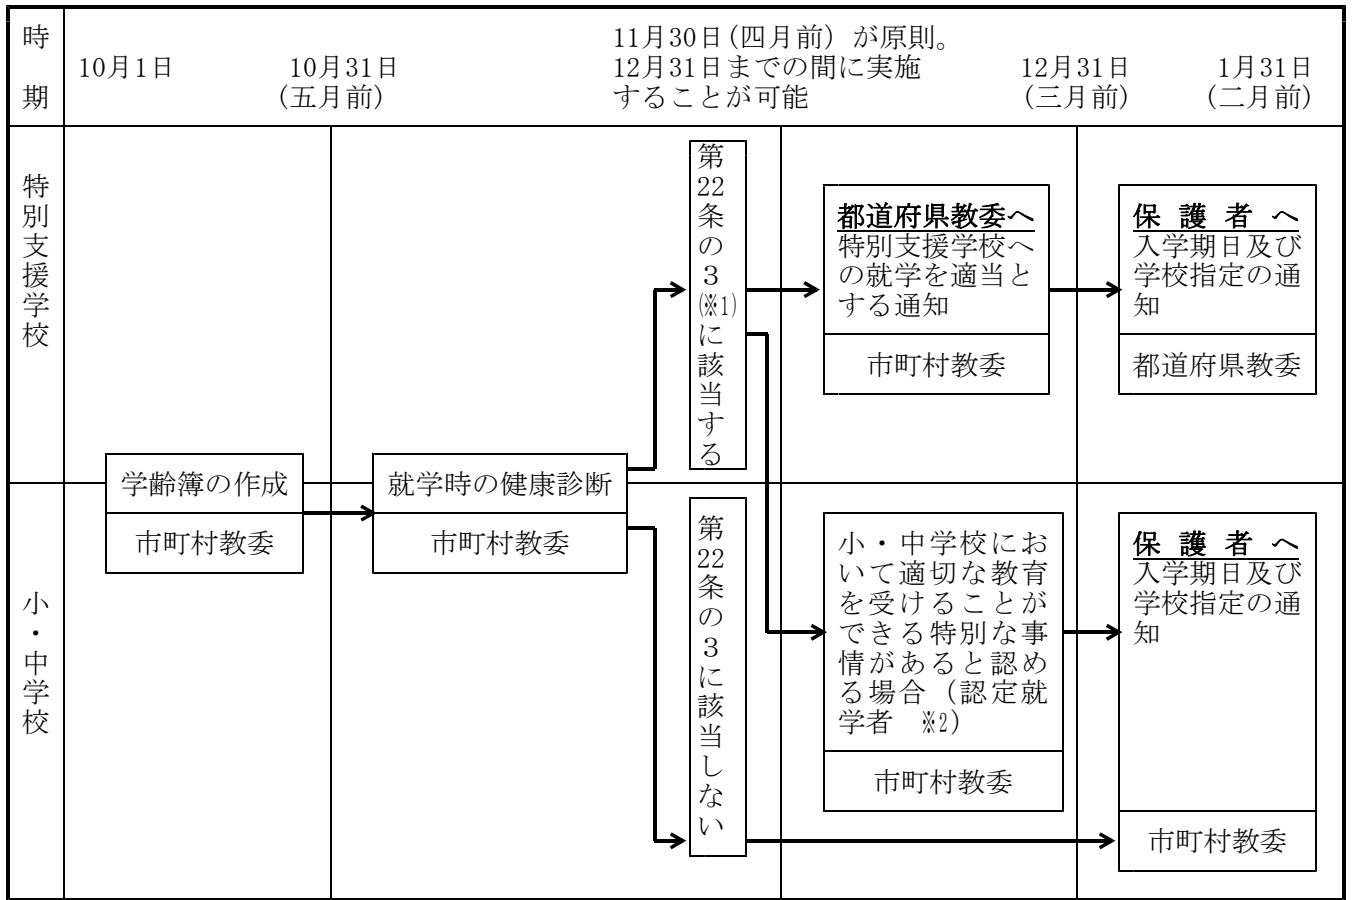 時
期
10月1日
10月31日
(五月前)
11月30日(四月前）が原則。
12月31日までの間に実施
することが可能
12月31日
(三月前)
1月31日
(二月前)
特別支援学校
学齢簿の作成
市町村教委
就学時の健康診断
市町村教委
第22条の３(※1)に該当する
都道府県教委へ
特別支援学校へ
の就学を適当と
する通知
市町村教委
保護者へ
入学期日及び
学校指定の通
知
都道府県教委
小・中学校
第22条の３に該当しない
小・中学校にお
いて適切な教育
を受けることが
できる特別な事
情があると認め
る場合（認定就
学者　※2）
市町村教委
保護者へ
入学期日及び
学校指定の通
知
市町村教委